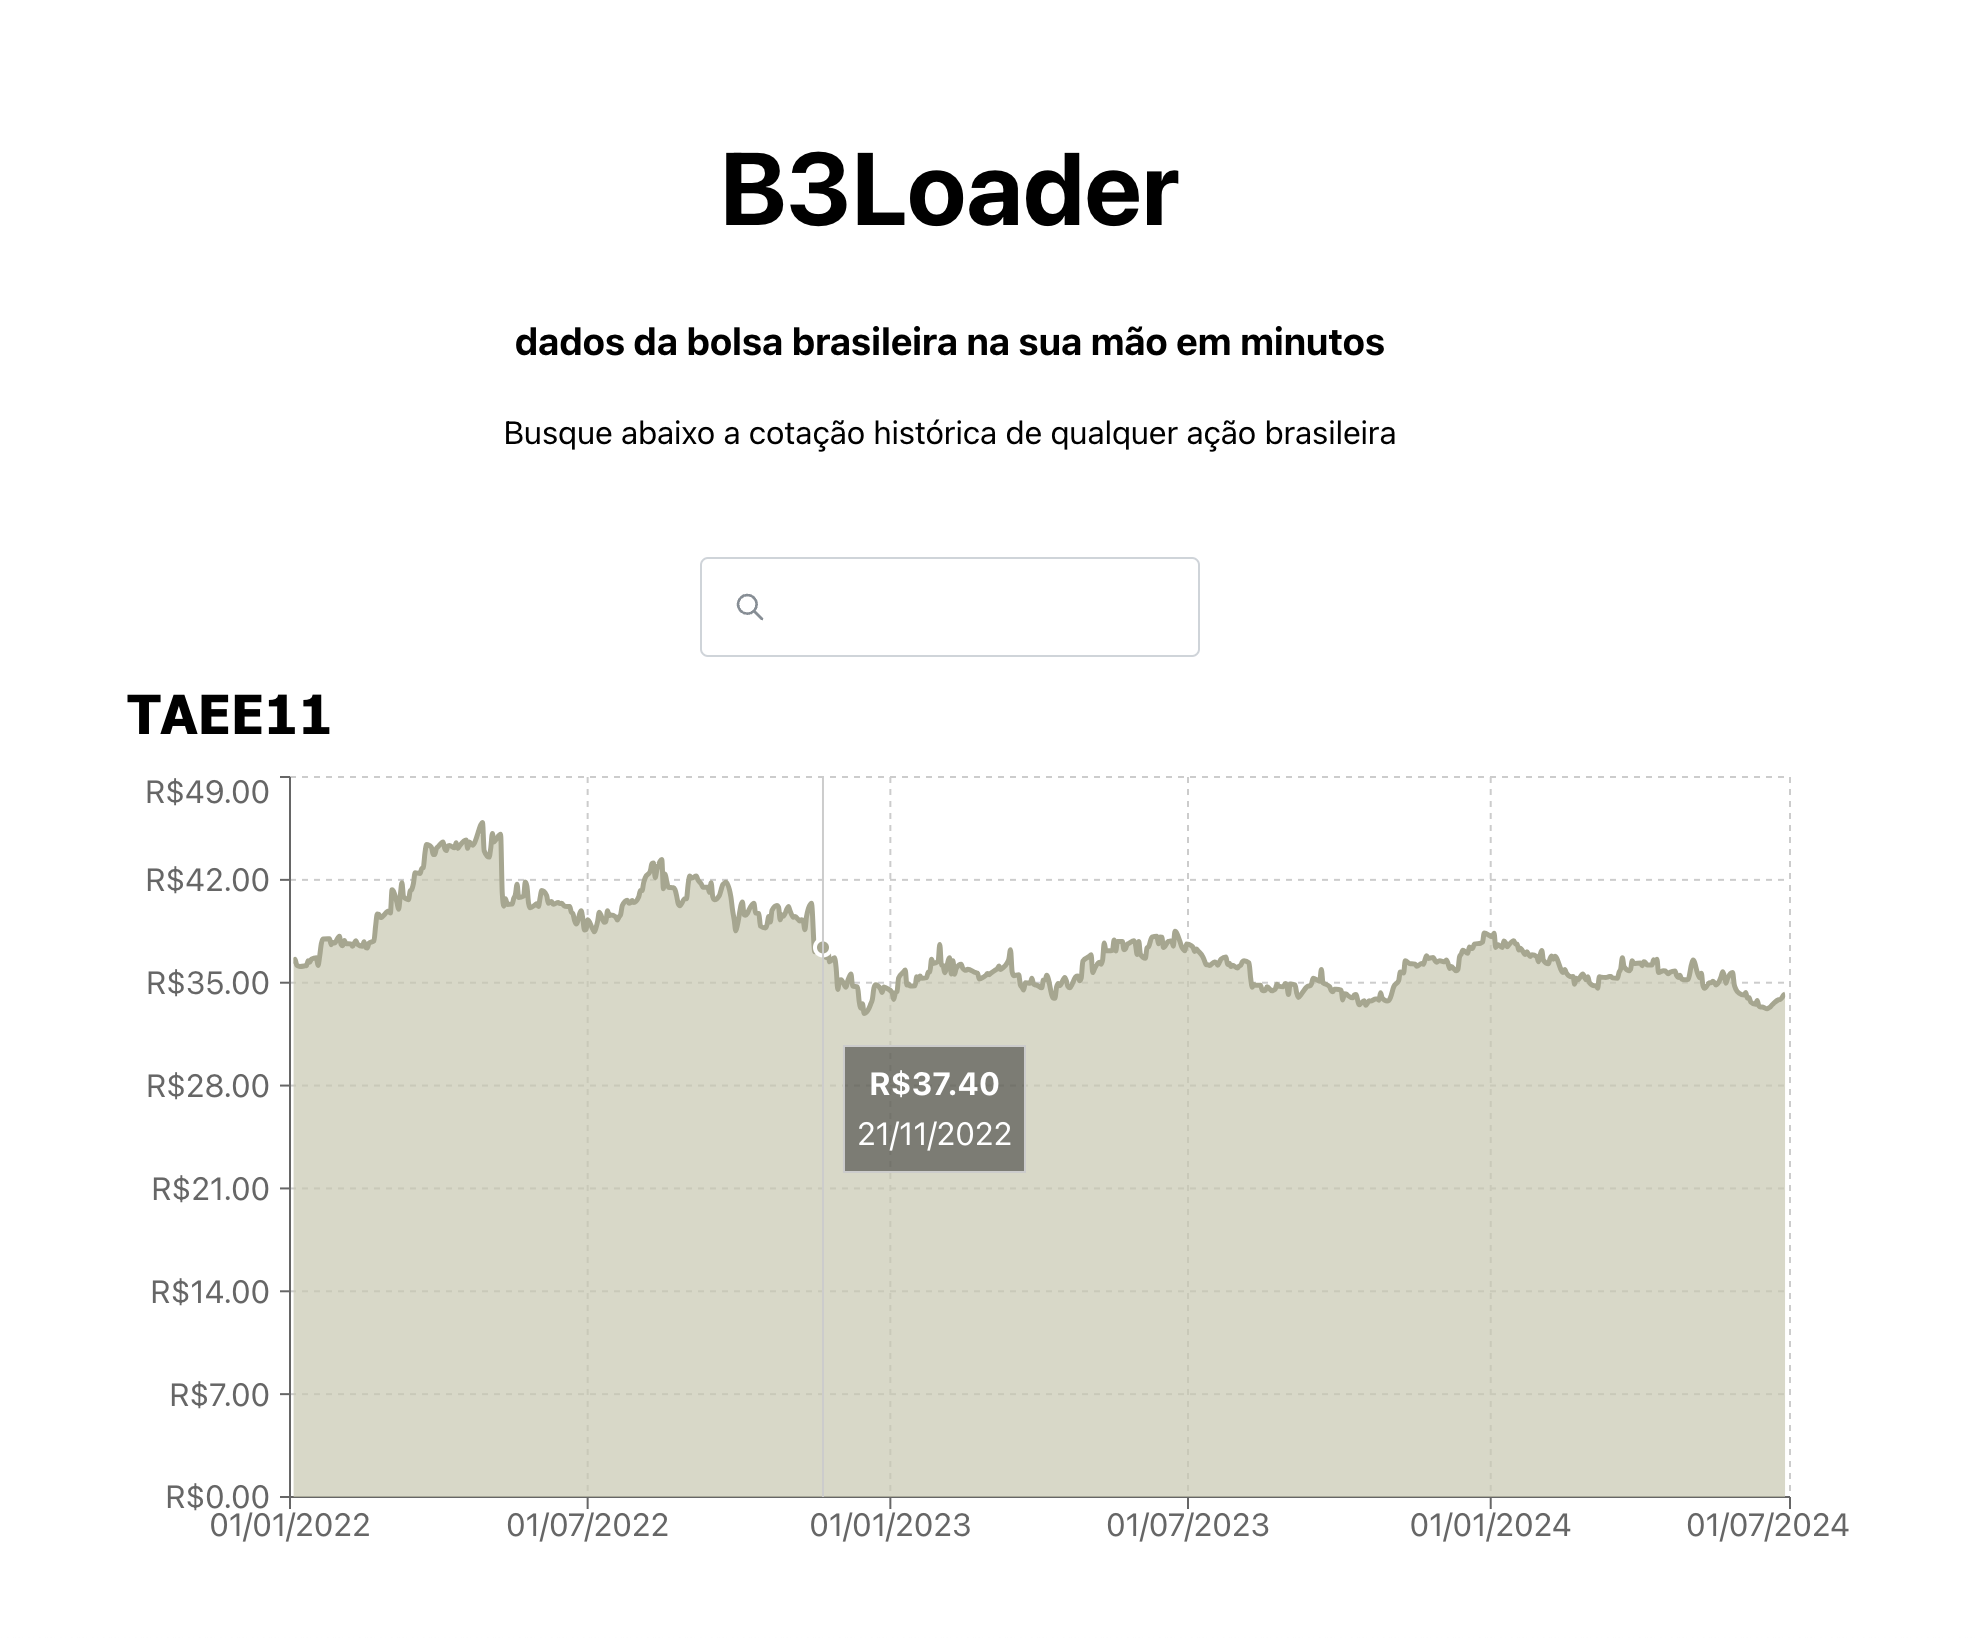 B3Loader
dados da bolsa brasileira na sua mão em minutos
Busque abaixo a cotação histórica de qualquer ação brasileira
TAEE11
R$49.00
R$42.00
R$35.00
R$28.00
R$37.40
21/11/2022
R$21.00
R$14.00
R$7.00
R$0.00
01/01/2022 01/07/2022 01/01/2023 01/07/2023 01/01/2024 01/07/2024